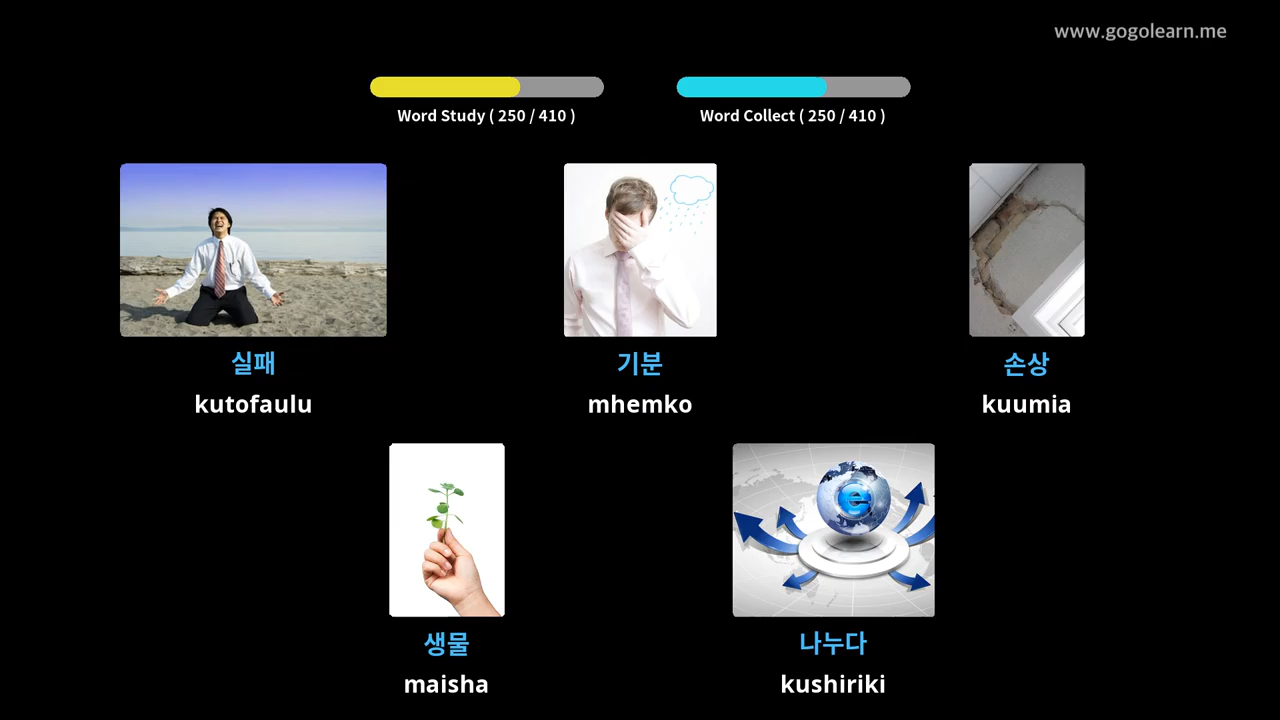 www.gogolearn.me
Word Study ( 250 / 410 )
Word Collect ( 250 / 410 )
실패
kutofaulu
기분
mhemko
손상
kuumia
e
생물
maisha
나누다
kushiriki